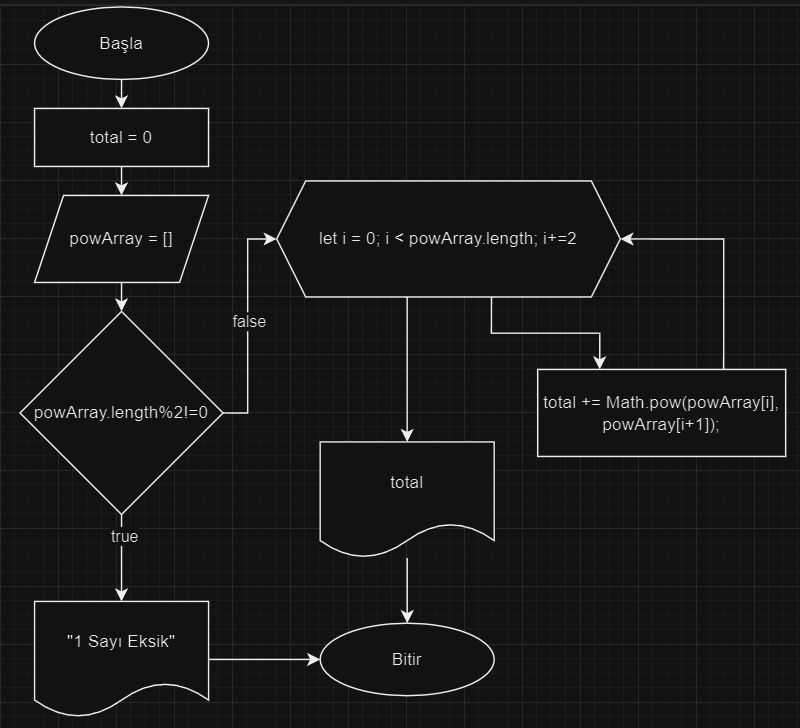 Başla
total = 0
powArray = []
powArray.length%2!=0
true
"1 Sayı Eksik"
false
let i = 0; i < powArray.length; i+=2
total += Math.pow(powArray[i],
powArray[i+1]);
total
Bitir